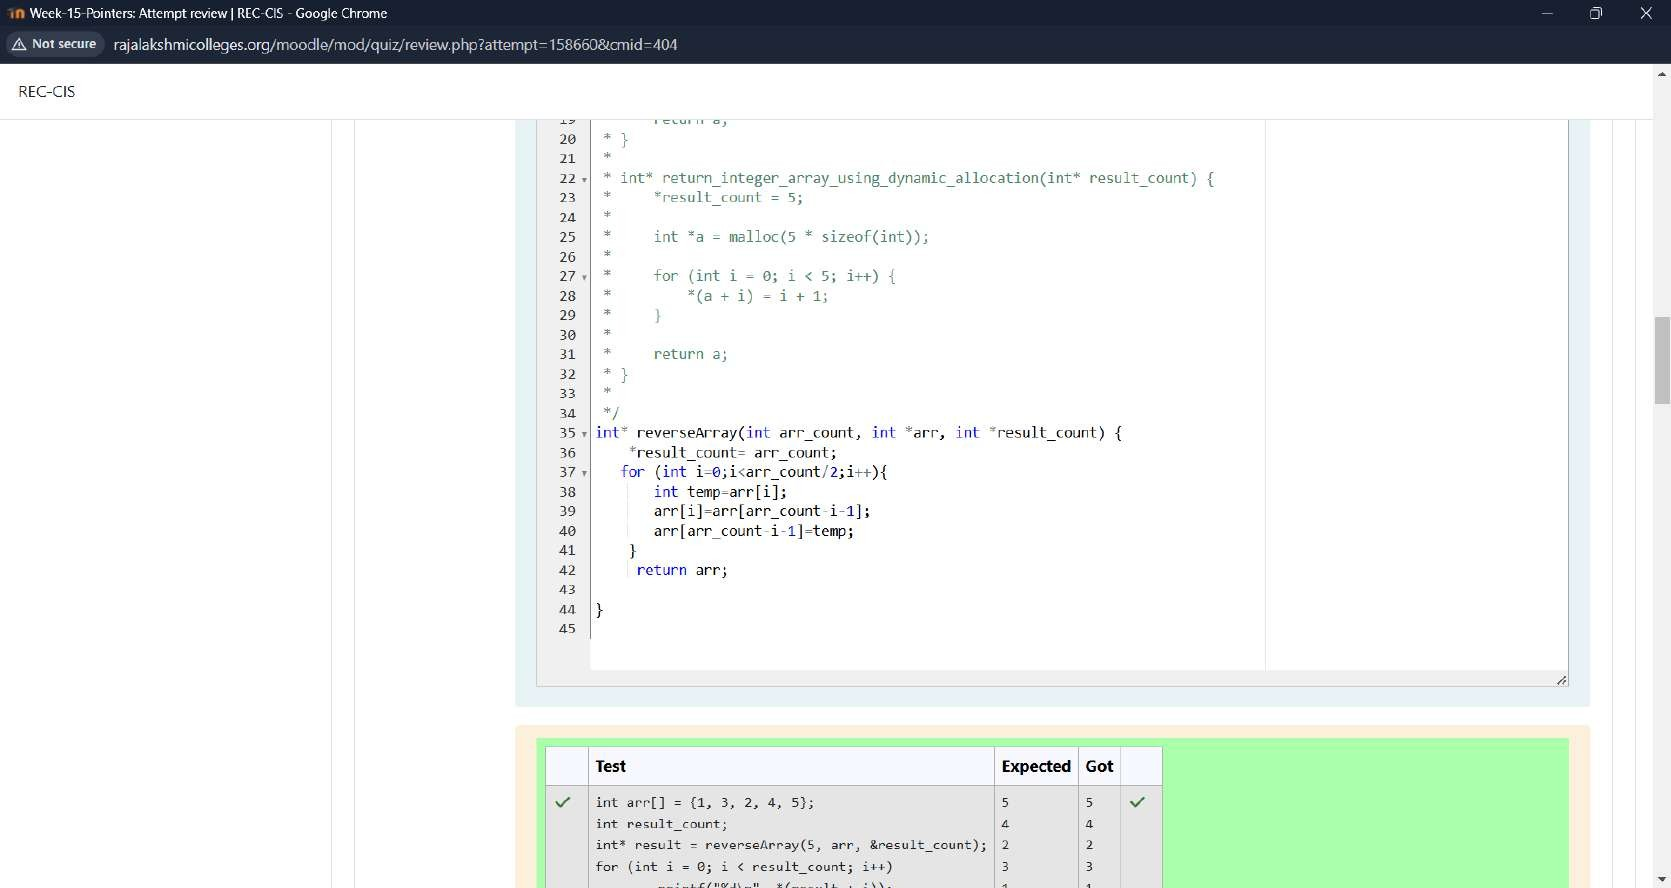 Week-15-Pointers: Attempt review | REC-CIS - Google Chrome
Not secure rajalakshmicolleges.org/moodle/mod/quiz/review.php?attempt=158660&cmid=404
REC-CIS
19 return a;
20 * }
21 *
22 * int* return_integer_array_using_dynamic_allocation(int* result_count) {
23 * *result_count = 5;
24 *
25 * int *a = malloc(5 * sizeof(int));
26 *
27 * for (int i = 0; i < 5; i++) {
28 * *(a + i) = i + 1;
29 * }
30 *
31 * return a;
32 * }
33 *
34 */
35 int* reverseArray(int arr_count, int *arr, int *result_count) {
36 *result_count= arr_count;
37 for (int i=0;i<arr_count/2;i++){
38 int temp=arr[i];
39 arr[i]=arr[arr_count-i-1];
40 arr[arr_count-i-1]=temp;
41 }
42 return arr;
43
44 }
45
Test Expected Got
int arr[] = {1, 3, 2, 4, 5}; 5 5
int result_count; 4 4
int* result = reverseArray(5, arr, &result_count); 2 2
for (int i = 0; i < result_count; i++) 3 3
printf("%d\n", *(result + i)); 1 1